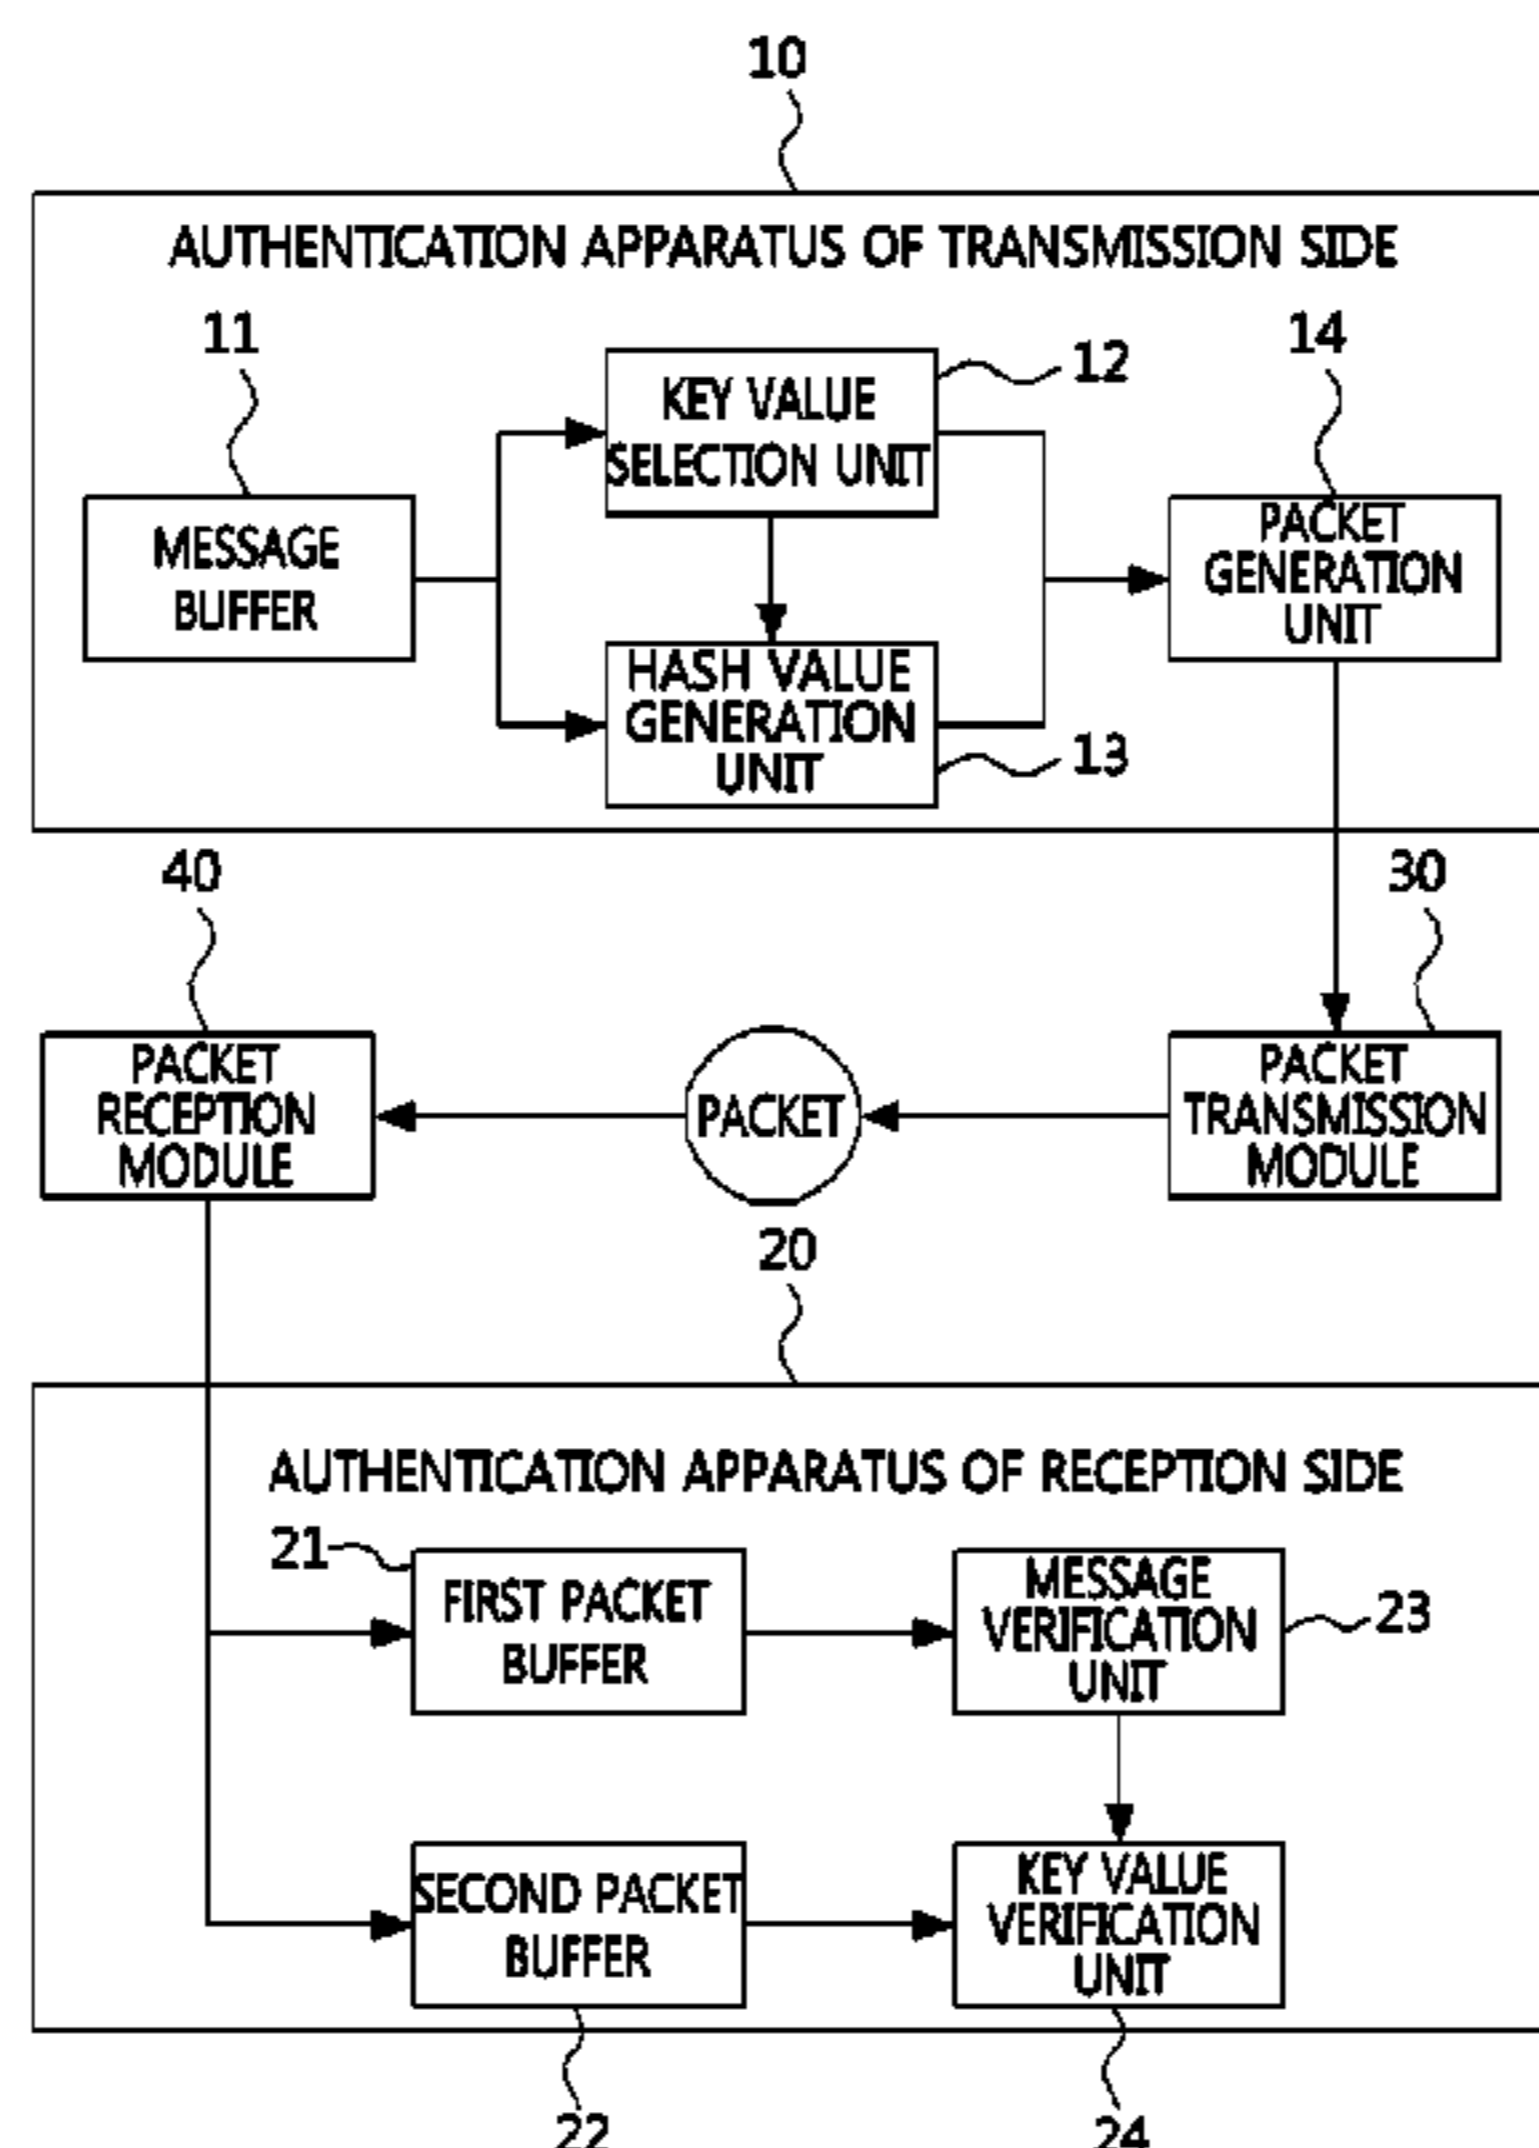 10
AUTHENTICATION APPARATUS OF TRANSMISSION SIDE
11
MESSAGE
BUFFER
KEY VALUE
SELECTION UNIT
12
HASH VALUE
GENERATION
UNIT
13
14
PACKET
GENERATION
UNIT
40
PACKET
RECEPTION
MODULE
PACKET
30
PACKET
TRANSMISSION
MODULE
20
AUTHENTICATION APPARATUS OF RECEPTION SIDE
21
FIRST PACKET
BUFFER
MESSAGE
VERIFICATION
UNIT
23
SECOND PACKET
BUFFER
KEY VALUE
VERIFICATION
UNIT
22
24